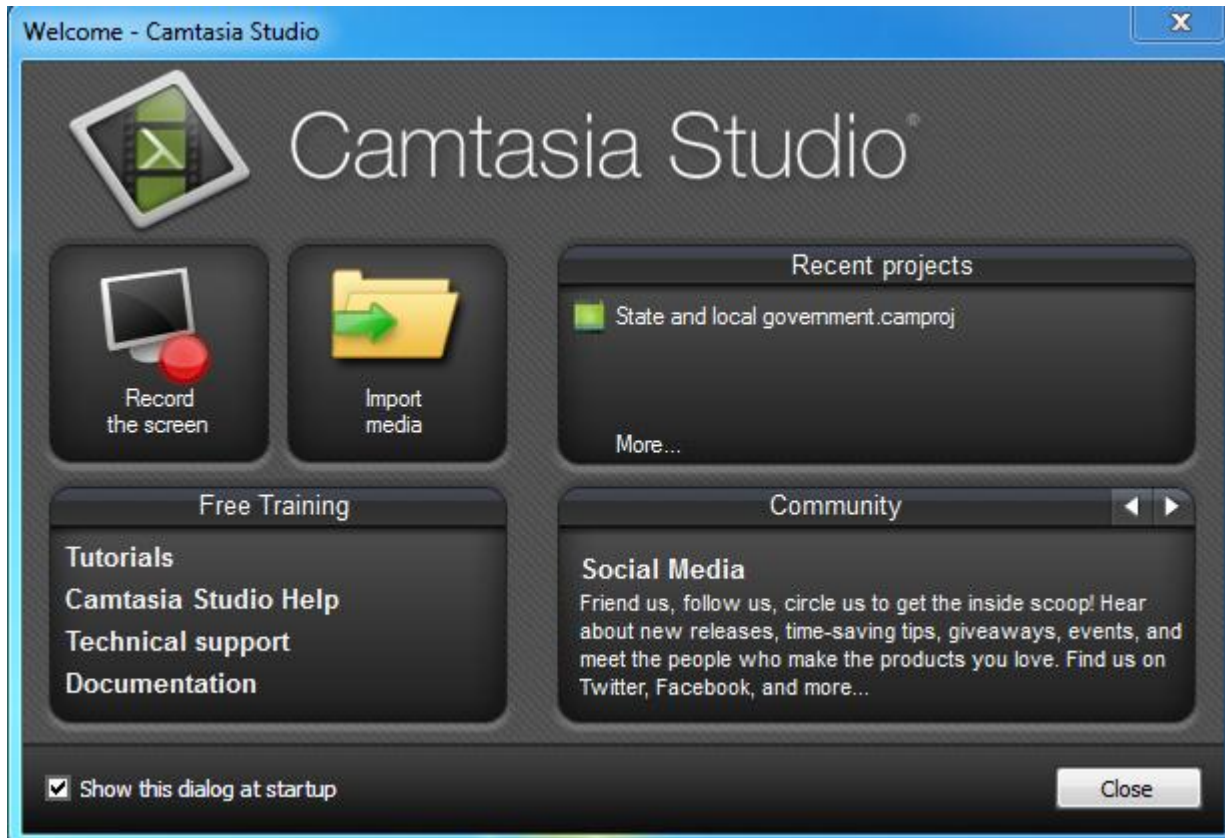 Welcome - Camtasia Studio
Camtasia Studio®
Record
the screen
Import
media
Recent projects
State and local government.camproj
More...
Free Training
Tutorials
Camtasia Studio Help
Technical support
Documentation
Community
Social Media
Friend us, follow us, circle us to get the inside scoop! Hear
about new releases, time-saving tips, giveaways, events, and
meet the people who make the products you love. Find us on
Twitter, Facebook, and more...
Show this dialog at startup
Close